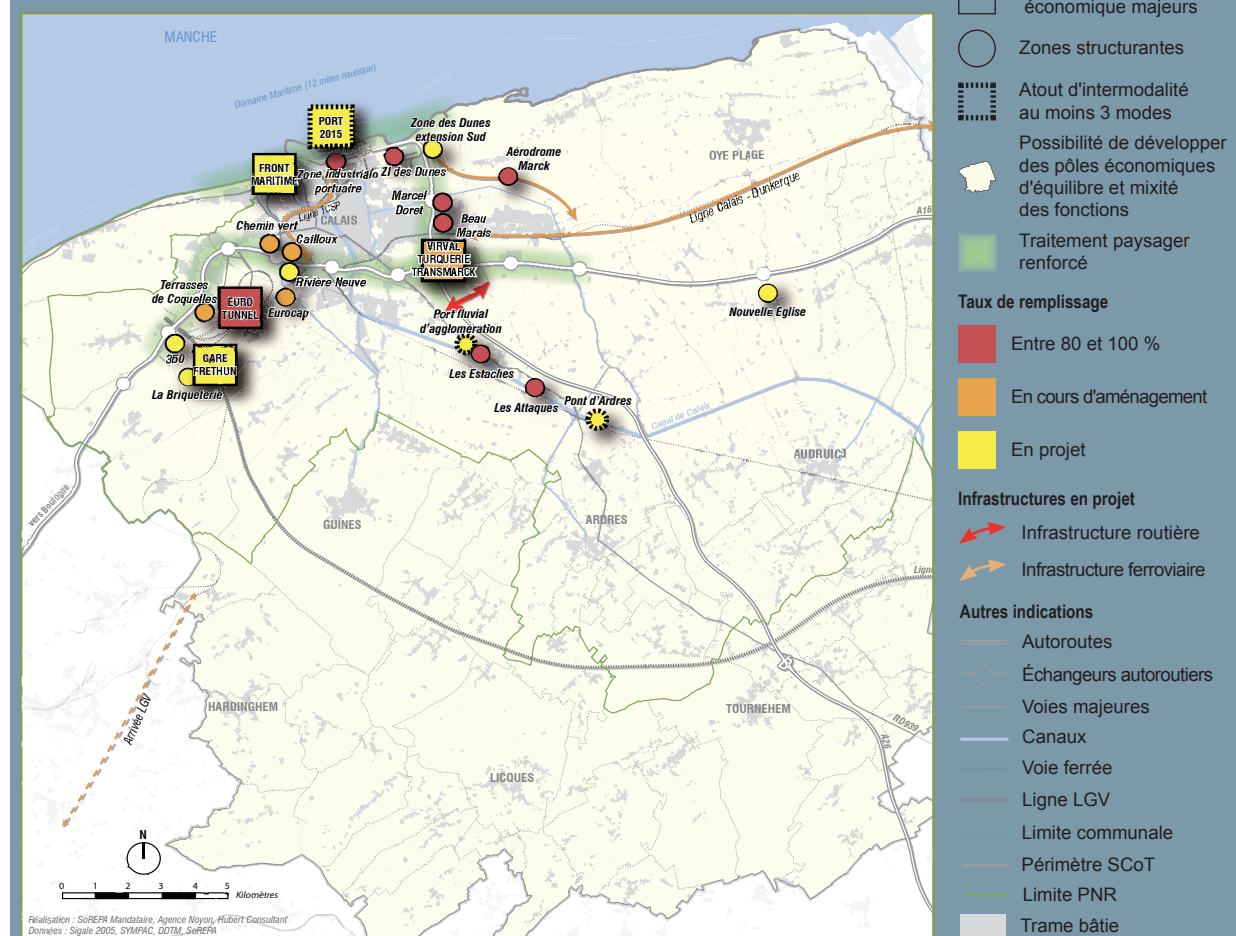 MANCHE
Domaine Maritime (12 miles nautique)
PORT
2015
Zone des Dunes
extension Sud
FRONT
MARITIME
Zone industrialo
portuaire
ZI des Dunes
Aérodrome
Marck
OYE PLAGE
Ligne TCSP
CALAIS
Marcel
Doret
Beau
Marais
Ligne Calais - Dunkerque
A16
Chemin vert
Cailloux
VIRVAL
TURQUERIE
TRANSMARCK
Rivière Neuve
Terrasses
de Coquelles
EURO
TUNNEL
Eurocap
Port fluvial
d'agglomération
Nouvelle Eglise
350
GARE
FRETHUN
La Briqueterie
Les Estaches
Les Attaques
Pont d'Ardres
Canal de Calais
AUDRUICQ
vers Boulogne
GUÎNES
ARDRES
Ligne
Arrivée LGV
HARDINGHEM
TOURNEHEM
RD939
A26
LICQUES
N
0 1 2 3 4 5
Kilomètres
Réalisation : SoREPA Mandataire, Agence Noyon, Hubert Consultant
Données : Sigale 2005, SYMPAC, DDTM, SoREPA
économique majeurs
Zones structurantes
Atout d'intermodalité
au moins 3 modes
Possibilité de développer
des pôles économiques
d'équilibre et mixité
des fonctions
Traitement paysager
renforcé
Taux de remplissage
Entre 80 et 100 %
En cours d'aménagement
En projet
Infrastructures en projet
Infrastructure routière
Infrastructure ferroviaire
Autres indications
Autoroutes
Échangeurs autoroutiers
Voies majeures
Canaux
Voie ferrée
Ligne LGV
Limite communale
Périmètre SCoT
Limite PNR
Trame bâtie